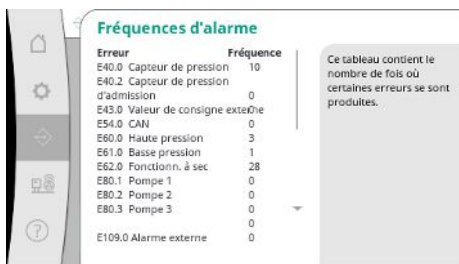 Fréquences d'alarme
Erreur Fréquence
E40.0 Capteur de pression 10
E40.2 Capteur de pression
d'admission 0
E43.0 Valeur de consigne externe 0
E54.0 CAN 0
E60.0 Haute pression 3
E61.0 Basse pression 1
E62.0 Fonctionn. à sec 28
E80.1 Pompe 1 0
E80.2 Pompe 2 0
E80.3 Pompe 3 0
0
E109.0 Alarme externe 0
Ce tableau contient le
nombre de fois où
certaines erreurs se sont
produites.
?